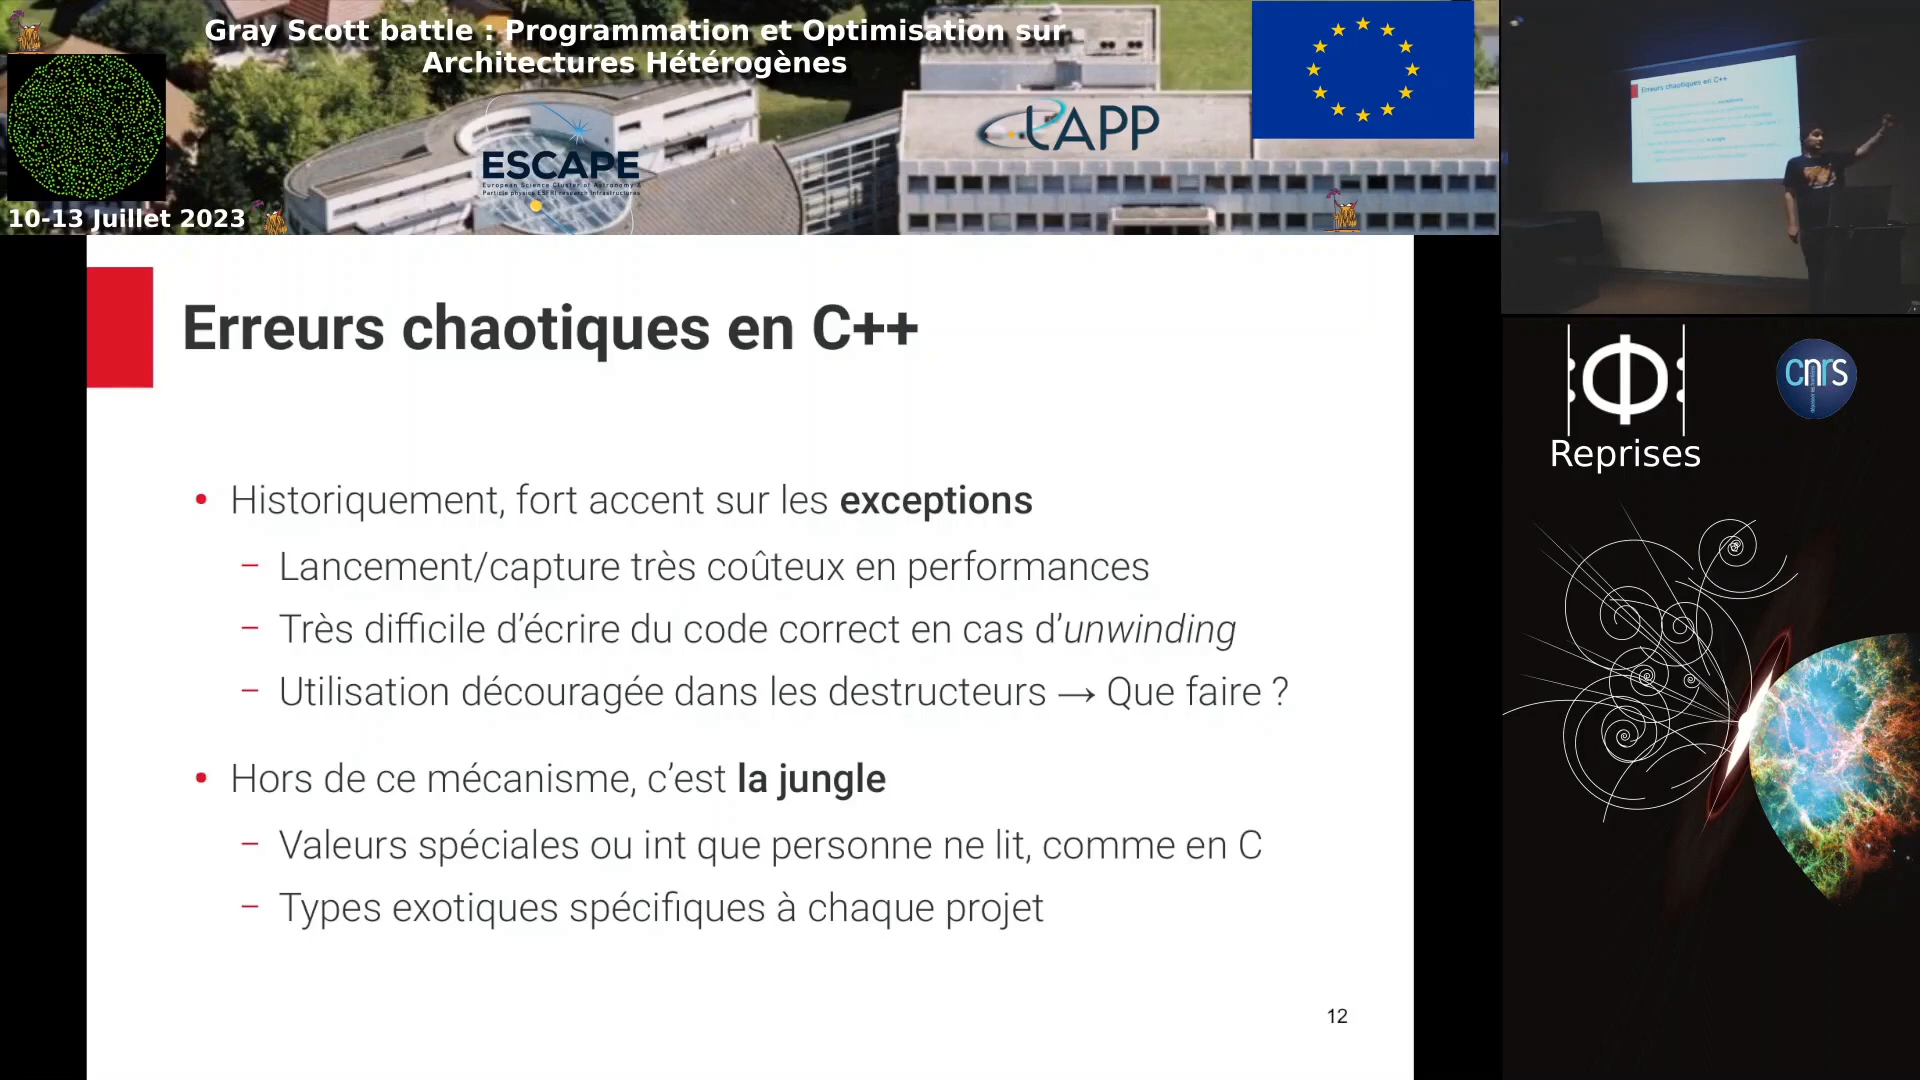 Gray Scott battle : Programmation et Optimisation sur
Architectures Hétérogènes
ESCAPE
European Science Cluster of Astronomy &
Particle physics ESFRI research Infrastructures
LAPP
10-13 Juillet 2023
Erreurs chaotiques en C++
Erreurs chaotiques en C++
• Historiquement, fort accent sur les exceptions
– Lancement/capture très coûteux en performances
– Très difficile d’écrire du code correct en cas d’unwinding
– Utilisation découragée dans les destructeurs → Que faire ?
• Hors de ce mécanisme, c’est la jungle
– Valeurs spéciales ou int que personne ne lit, comme en C
– Types exotiques spécifiques à chaque projet
12
Φ
Reprises
cnrs